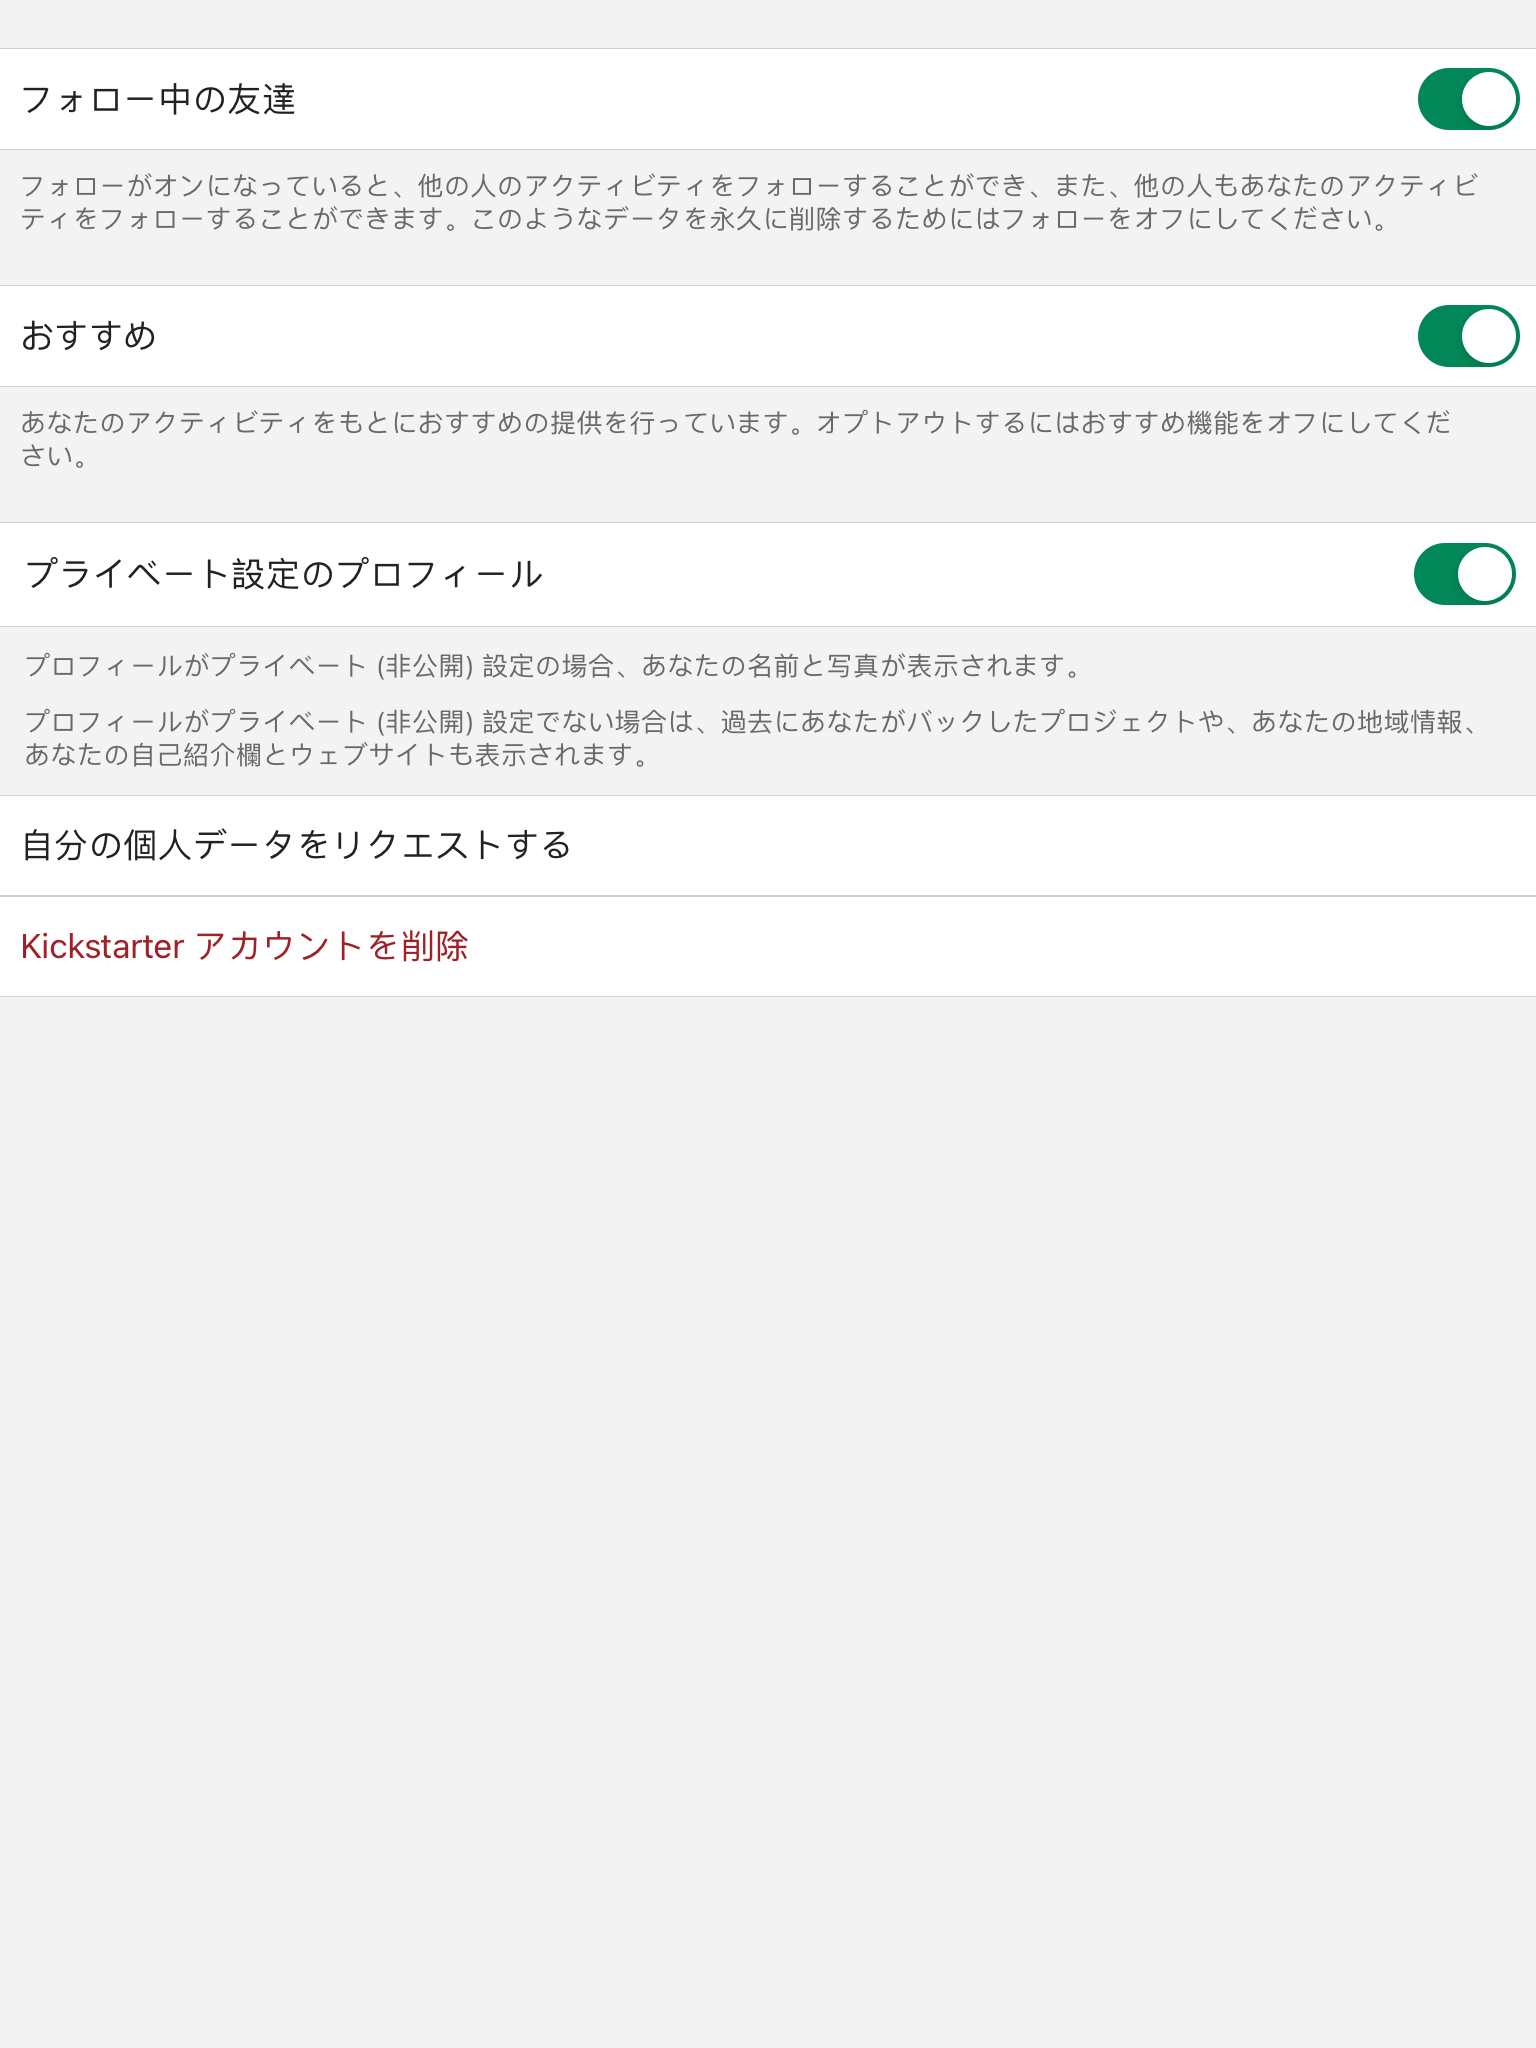 フォロー中の友達
フォローがオンになっていると、他の人のアクティビティをフォローすることができ、また、他の人もあなたのアクティビ
ティをフォローすることができます。このようなデータを永久に削除するためにはフォローをオフにしてください。
おすすめ
あなたのアクティビティをもとにおすすめの提供を行っています。オプトアウトするにはおすすめ機能をオフにしてくだ
さい。
プライベート設定のプロフィール
プロフィールがプライベート (非公開) 設定の場合、あなたの名前と写真が表示されます。
プロフィールがプライベート (非公開) 設定でない場合は、過去にあなたがバックしたプロジェクトや、あなたの地域情報、
あなたの自己紹介欄とウェブサイトも表示されます。
自分の個人データをリクエストする
Kickstarter アカウントを削除